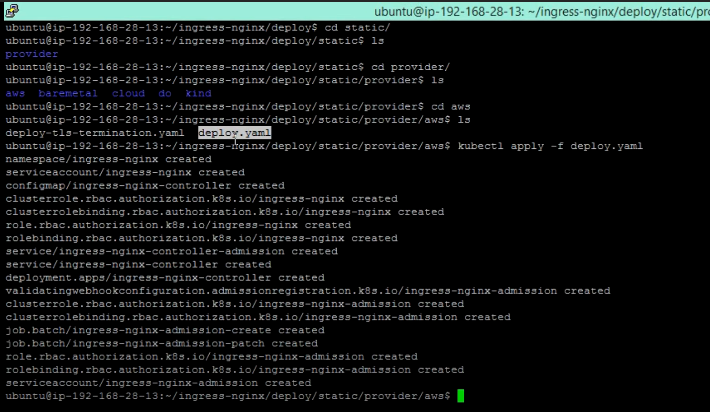 ubuntu@ip-192-168-28-13: ~/ingress-nginx/deploy/static/pro
ubuntu@ip-192-168-28-13:~/ingress-nginx/deploy$ cd static/
ubuntu@ip-192-168-28-13:~/ingress-nginx/deploy/static$ ls
provider
ubuntu@ip-192-168-28-13:~/ingress-nginx/deploy/static$ cd provider/
ubuntu@ip-192-168-28-13:~/ingress-nginx/deploy/static/provider$ ls
aws baremetal cloud do kind
ubuntu@ip-192-168-28-13:~/ingress-nginx/deploy/static/provider$ cd aws
ubuntu@ip-192-168-28-13:~/ingress-nginx/deploy/static/provider/aws$ ls
deploy-tls-termination.yaml deploy.yaml
ubuntu@ip-192-168-28-13:~/ingress-nginx/deploy/static/provider/aws$ kubectl apply -f deploy.yaml
namespace/ingress-nginx created
serviceaccount/ingress-nginx created
configmap/ingress-nginx-controller created
clusterrole.rbac.authorization.k8s.io/ingress-nginx created
clusterrolebinding.rbac.authorization.k8s.io/ingress-nginx created
role.rbac.authorization.k8s.io/ingress-nginx created
rolebinding.rbac.authorization.k8s.io/ingress-nginx created
service/ingress-nginx-controller-admission created
service/ingress-nginx-controller created
deployment.apps/ingress-nginx-controller created
validatingwebhookconfiguration.admissionregistration.k8s.io/ingress-nginx-admission created
clusterrole.rbac.authorization.k8s.io/ingress-nginx-admission created
clusterrolebinding.rbac.authorization.k8s.io/ingress-nginx-admission created
job.batch/ingress-nginx-admission-create created
job.batch/ingress-nginx-admission-patch created
role.rbac.authorization.k8s.io/ingress-nginx-admission created
rolebinding.rbac.authorization.k8s.io/ingress-nginx-admission created
serviceaccount/ingress-nginx-admission created
ubuntu@ip-192-168-28-13:~/ingress-nginx/deploy/static/provider/aws$